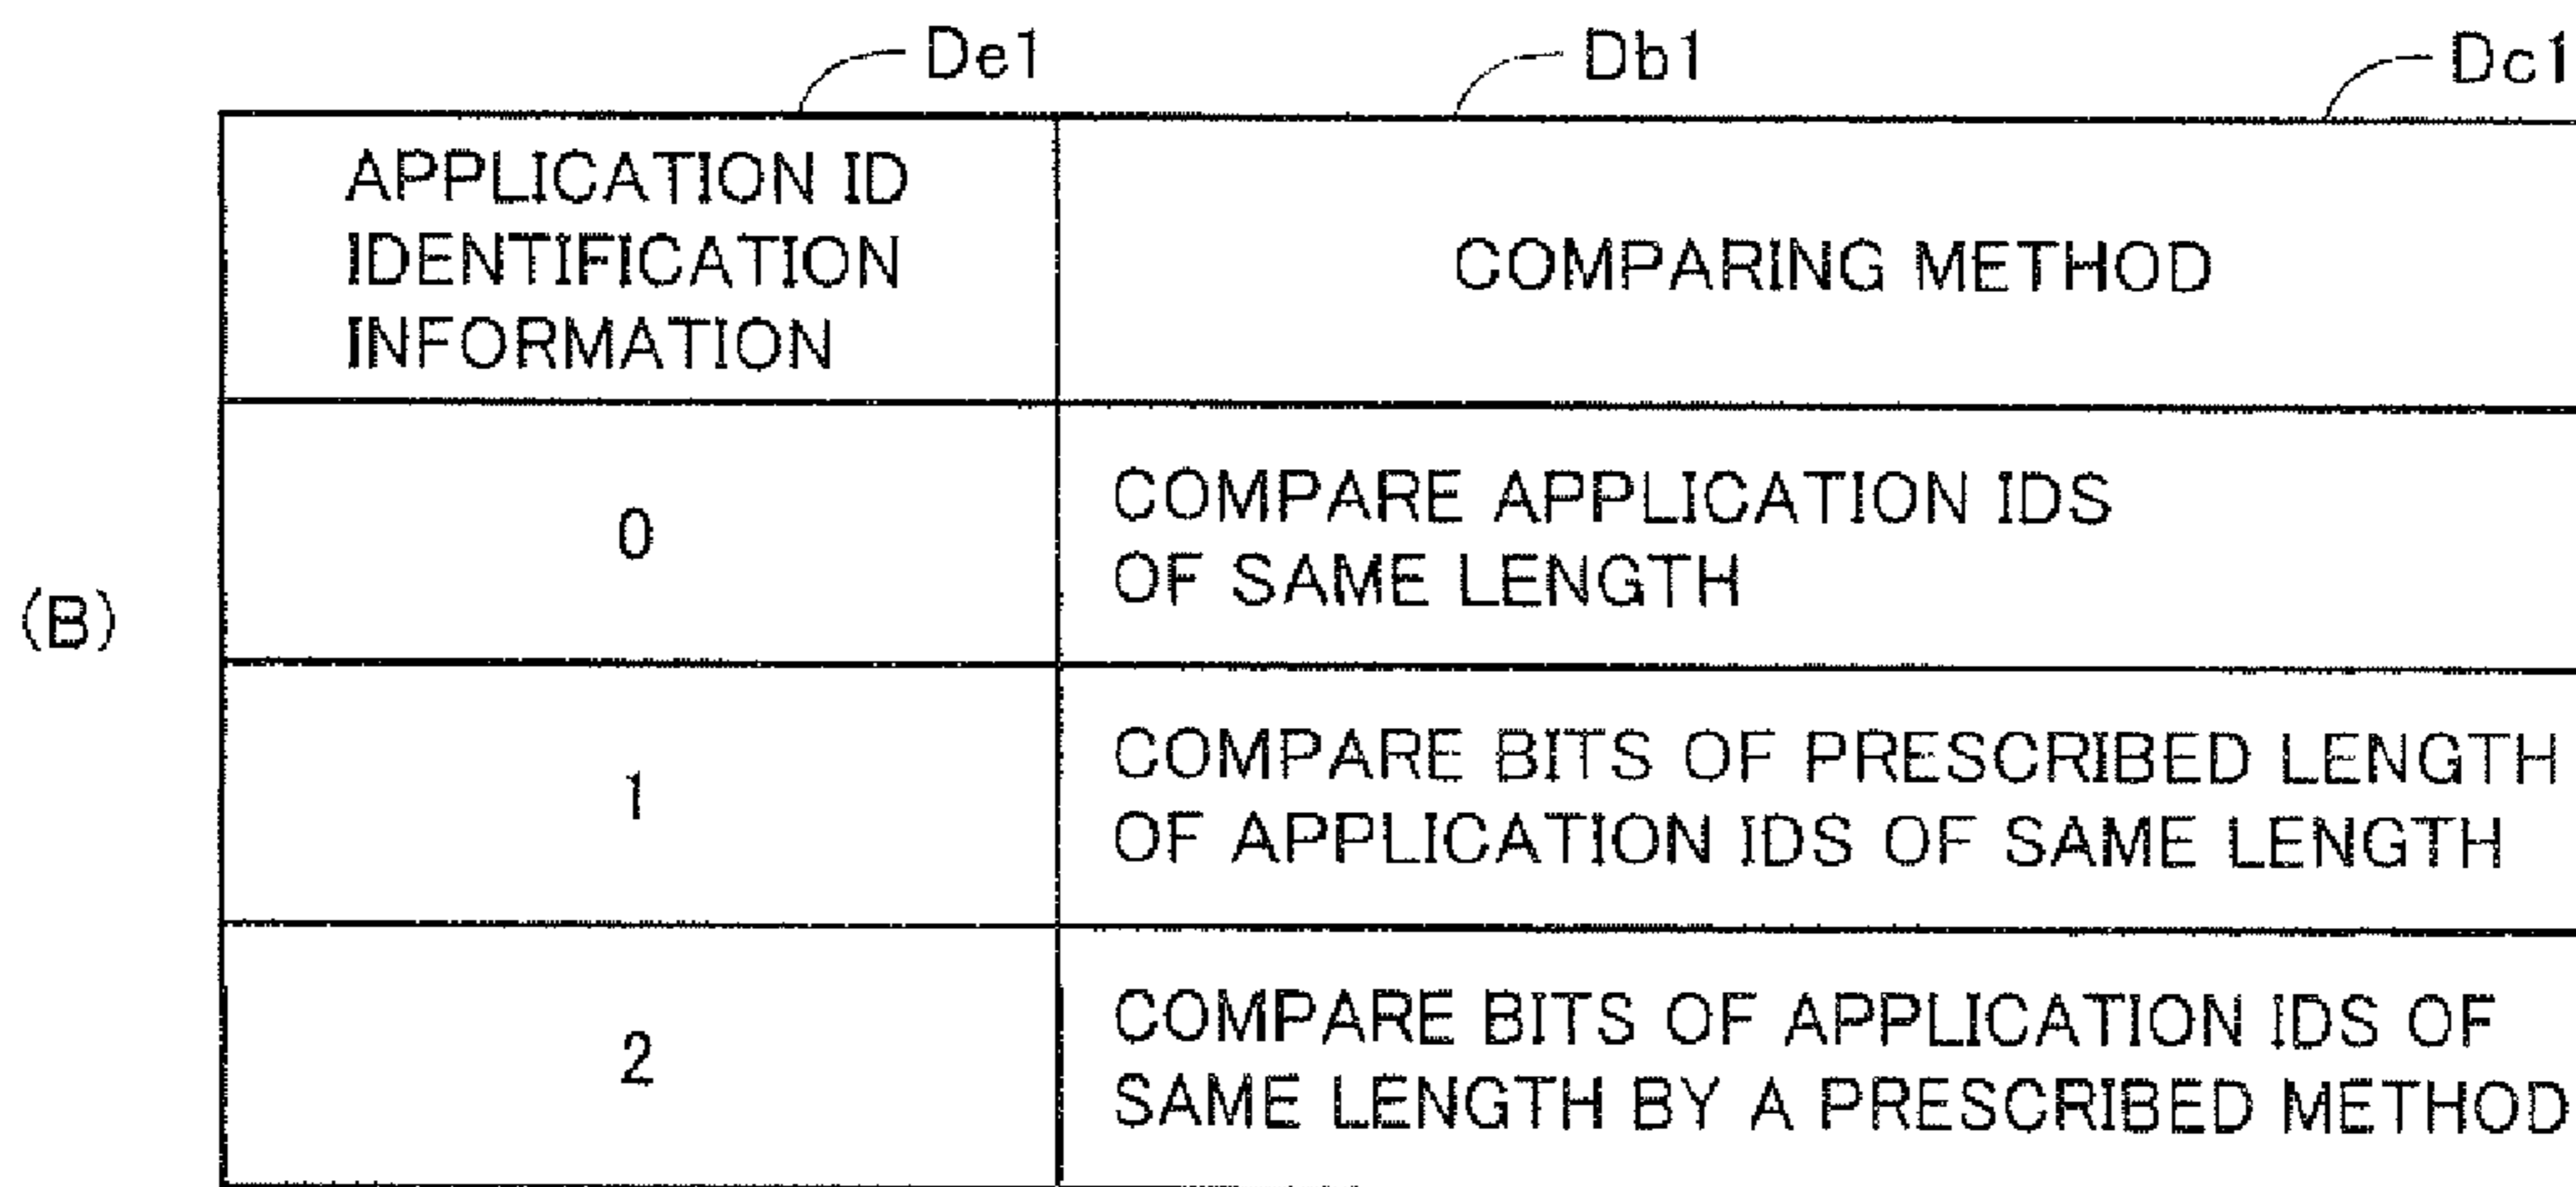 De1 Db1 Dc1
APPLICATION ID
IDENTIFICATION
INFORMATION
COMPARING METHOD
(B)
0
COMPARE APPLICATION IDS
OF SAME LENGTH
1
COMPARE BITS OF PRESCRIBED LENGTH
OF APPLICATION IDS OF SAME LENGTH
2
COMPARE BITS OF APPLICATION IDS OF
SAME LENGTH BY A PRESCRIBED METHOD